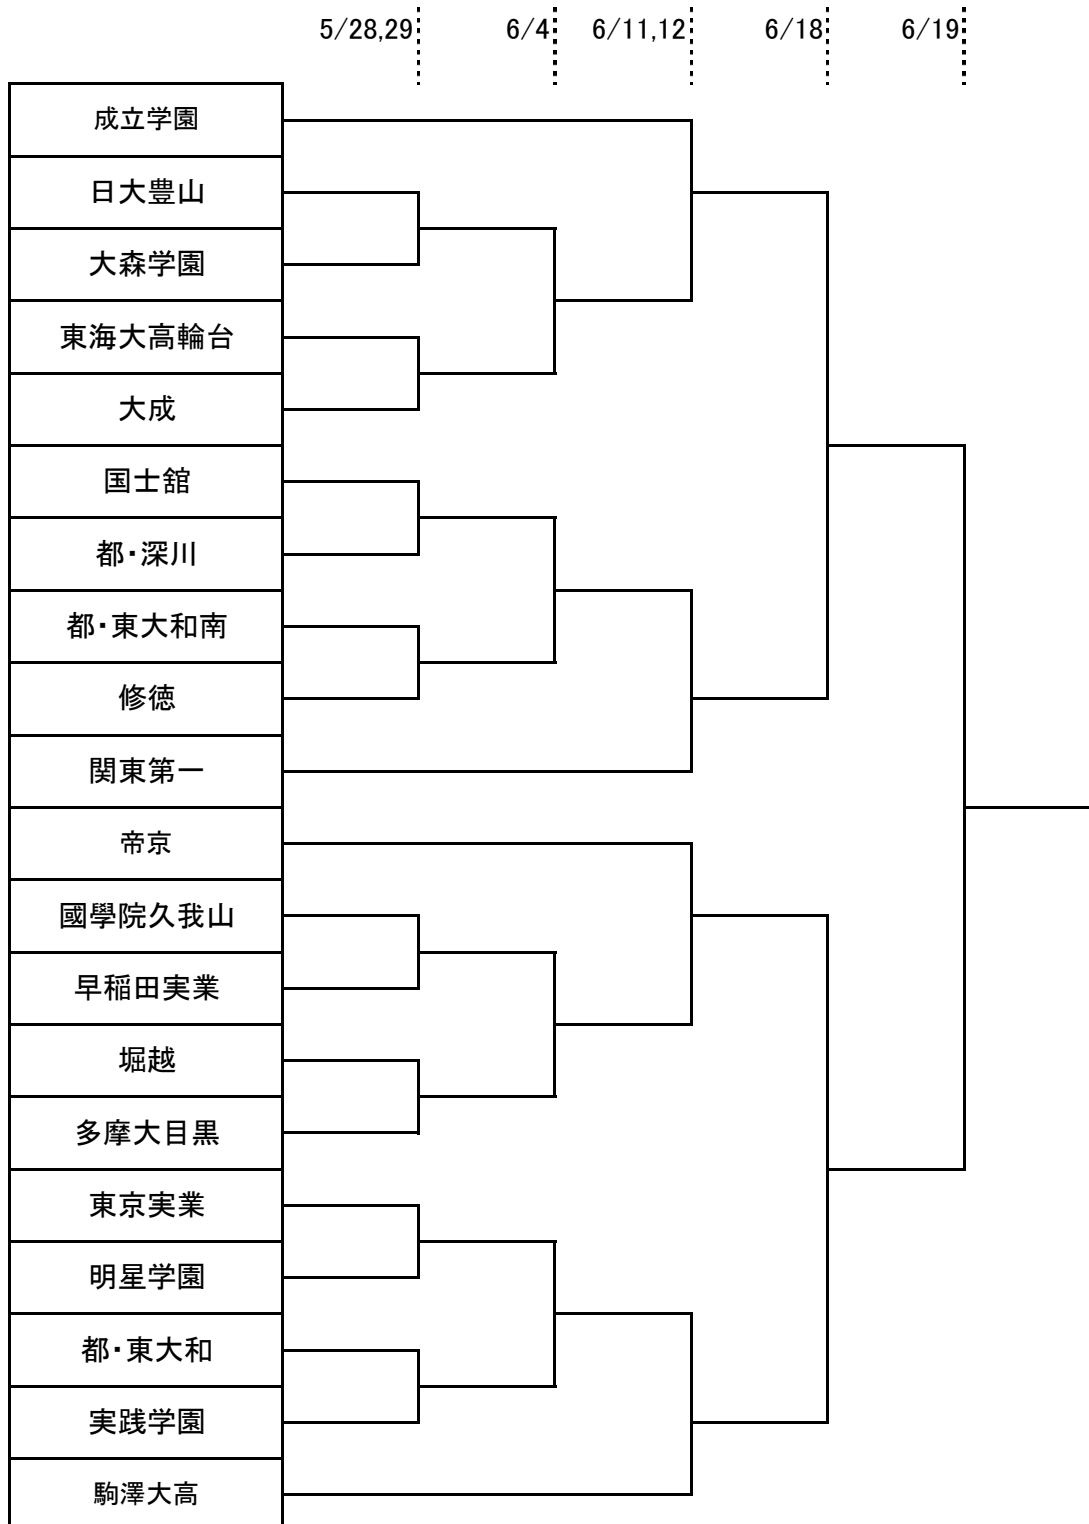 5/28,29 6/4 6/11,12 6/18 6/19
成立学園
日大豊山
大森学園
東海大高輪台
大成
国士舘
都・深川
都・東大和南
修徳
関東第一
帝京
國學院久我山
早稲田実業
堀越
多摩大目黒
東京実業
明星学園
都・東大和
実践学園
駒澤大高